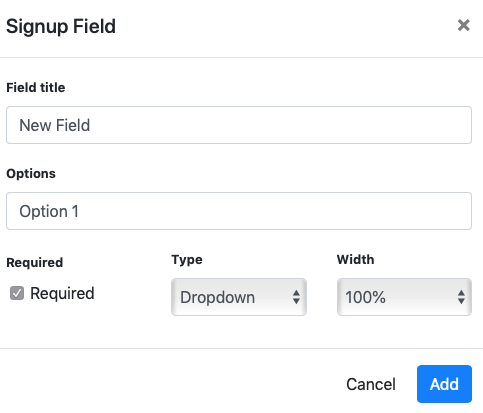 Signup Field ×
Field title
New Field
Options
Option 1
Required Type Width
Required Dropdown 100%
Cancel Add